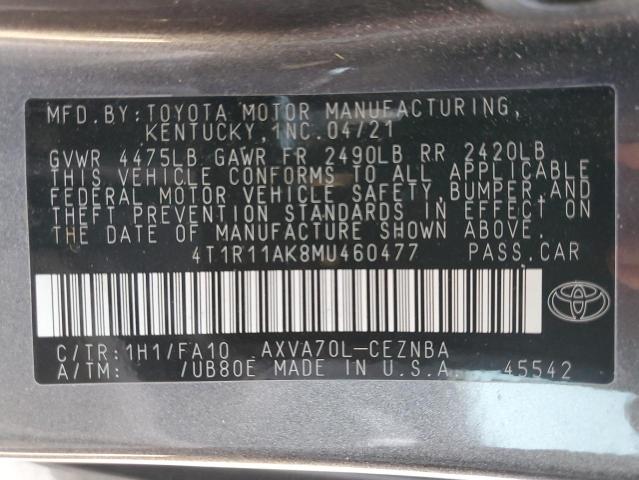 MFD.BY:TOYOTA MOTOR MANUFACTURING,
KENTUCKY,INC.04/21
GVWR 4475LB GAWR FR 2490LB RR 2420LB
THIS VEHICLE CONFORMS TO ALL APPLICABLE
FEDERAL MOTOR VEHICLE SAFETY,BUMPER,AND
THEFT PREVENTION STANDARDS IN EFFECT ON
THE DATE OF MANUFACTURE SHOWN ABOVE.
4T1R11AK8MU460477 PASS.CAR
C/TR:1H1/FA10 AXVA70L-CEZNBA
A/TM: /UB80E MADE IN U.S.A. 45542